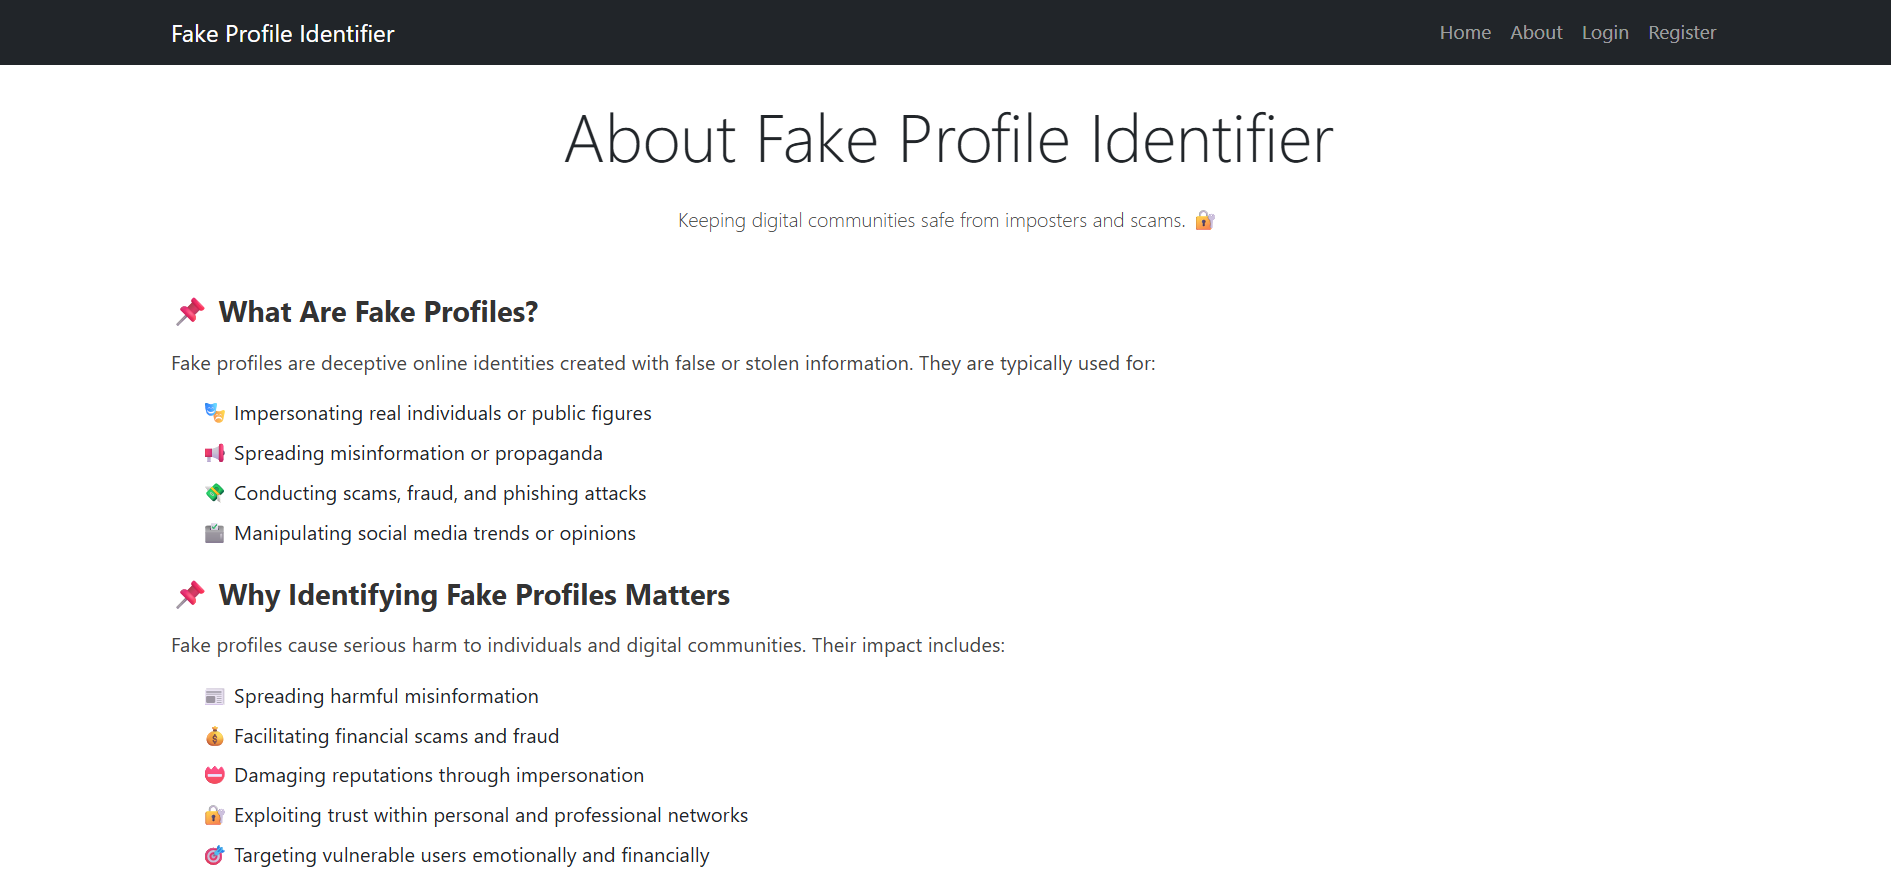 Fake Profile Identifier
Home About Login Register
About Fake Profile Identifier
Keeping digital communities safe from imposters and scams.
What Are Fake Profiles?
Fake profiles are deceptive online identities created with false or stolen information. They are typically used for:
Impersonating real individuals or public figures
Spreading misinformation or propaganda
Conducting scams, fraud, and phishing attacks
Manipulating social media trends or opinions
Why Identifying Fake Profiles Matters
Fake profiles cause serious harm to individuals and digital communities. Their impact includes:
Spreading harmful misinformation
Facilitating financial scams and fraud
Damaging reputations through impersonation
Exploiting trust within personal and professional networks
Targeting vulnerable users emotionally and financially